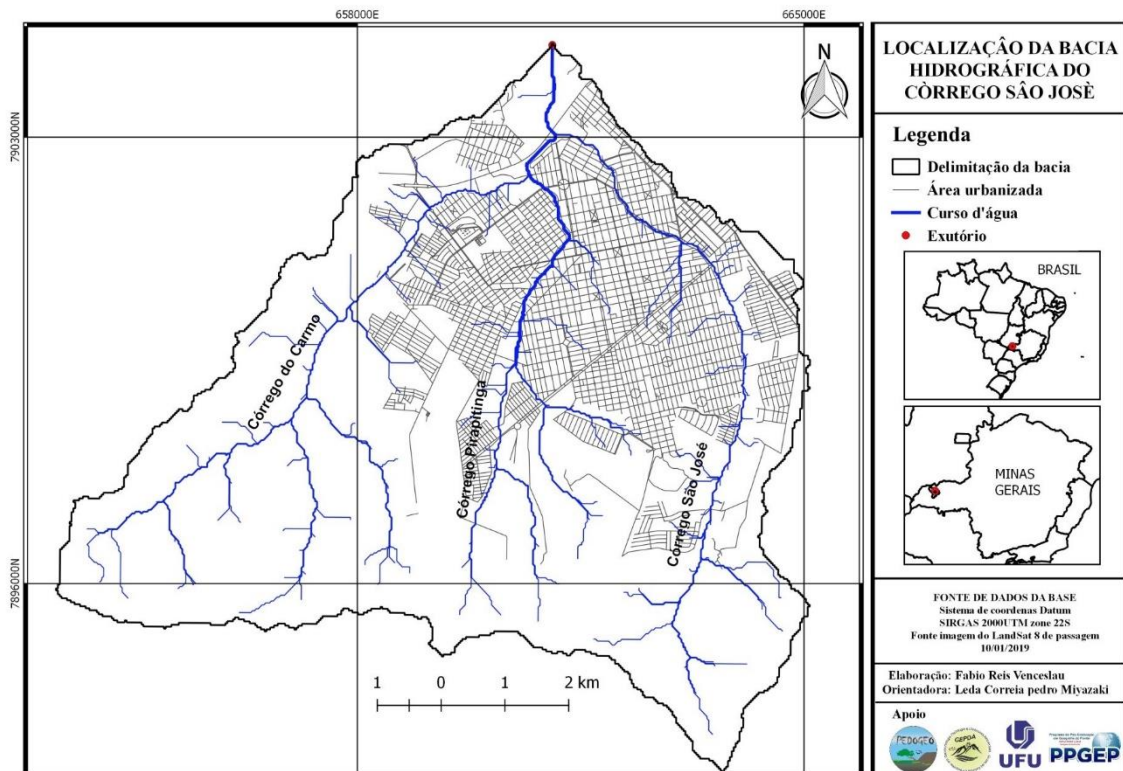 658000E
665000E
7903000N
7896000N
N
Córrego do Carmo
Córrego Pirapitinga
Córrego São José
1 0 1 2 km
LOCALIZAÇÂO DA BACIA
HIDROGRÁFICA DO
CÒRREGO SÂO JOSÈ
Legenda
Delimitação da bacia
Área urbanizada
Curso d'água
Exutório
BRASIL
MINAS
GERAIS
FONTE DE DADOS DA BASE
Sistema de coordenas Datum
SIRGAS 2000UTM zone 22S
Fonte imagem do LandSat 8 de passagem
10/01/2019
Elaboração: Fabio Reis Venceslau
Orientadora: Leda Correia pedro Miyazaki
Apoio
PEDOGEO
GEPDA
UFU
PPGEP